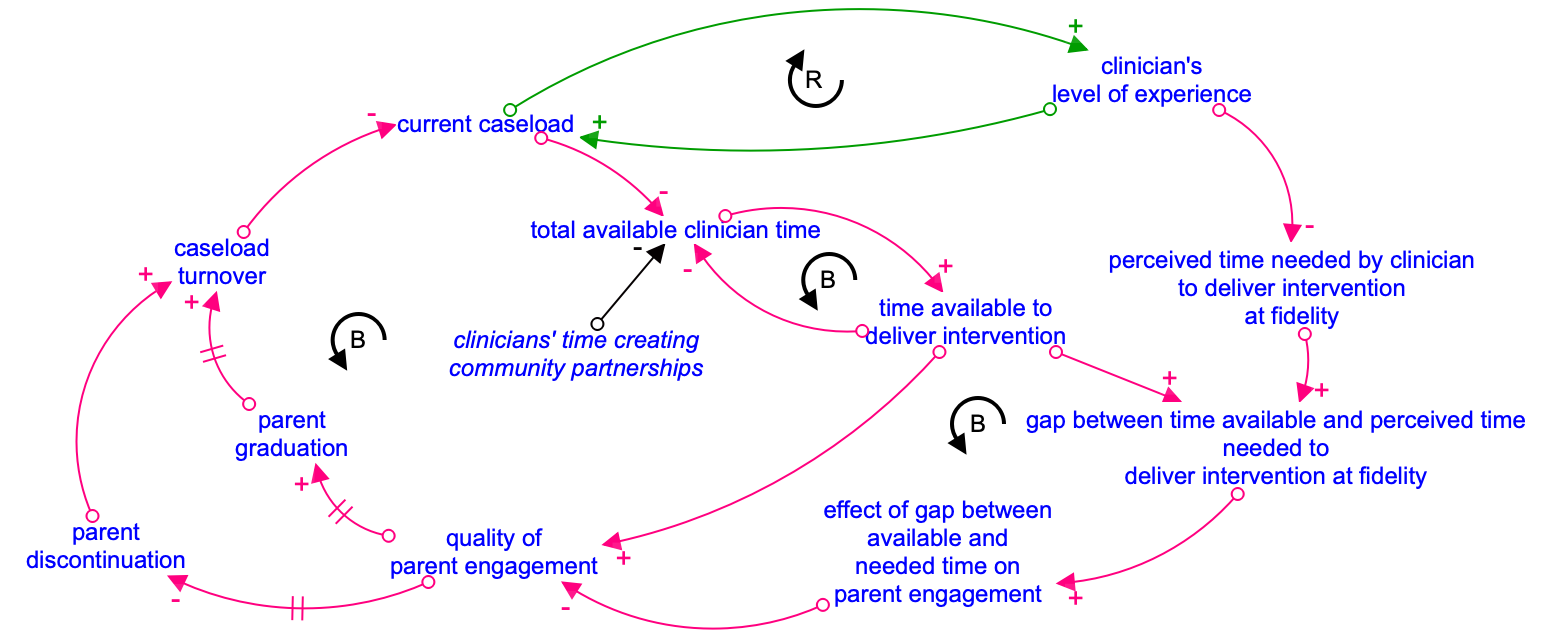 +
clinician's
level of experience
R
-
current caseload
+
-
total available clinician time
-
caseload
turnover
+
+
-
-
B
+
perceived time needed by clinician
to deliver intervention
at fidelity
time available to
deliver intervention
clinicians' time creating
community partnerships
B
+
+
gap between time available and perceived time
needed to
deliver intervention at fidelity
B
parent
graduation
+
effect of gap between
available and
needed time on
parent engagement
+
quality of
parent engagement
+
-
parent
discontinuation
-